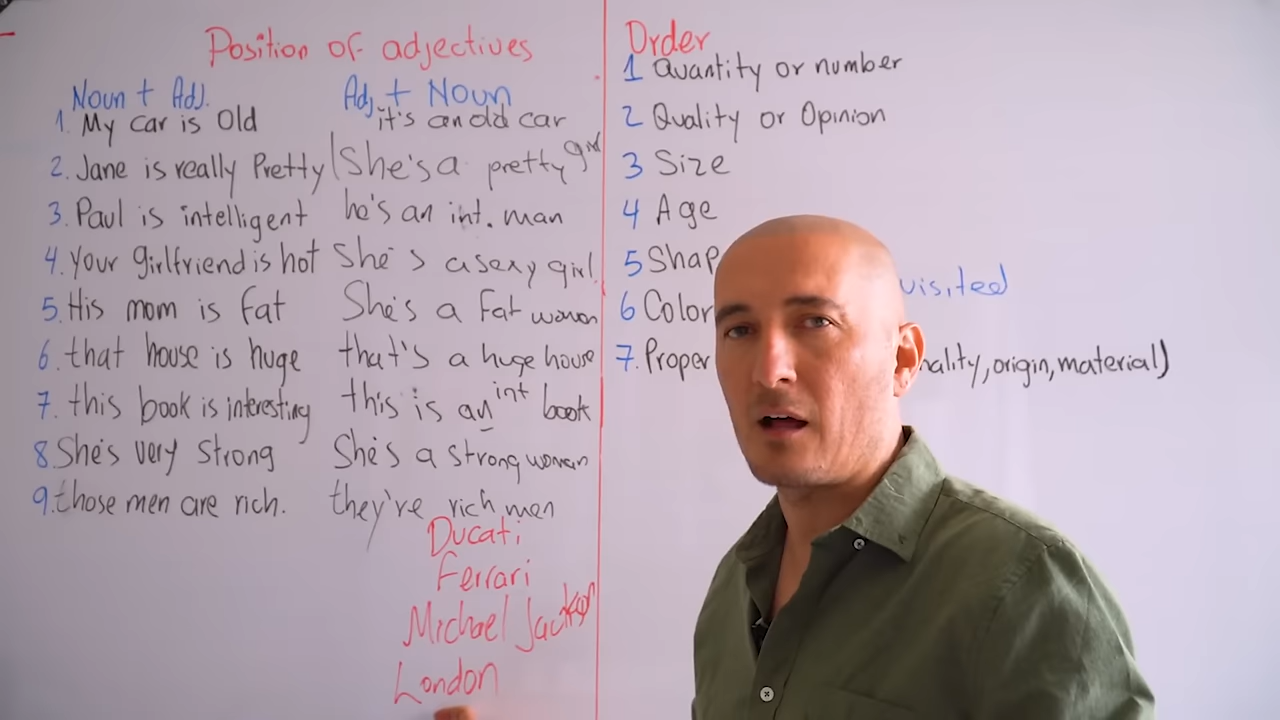 Position of adjectives
Noun + Adj.
1. My car is Old
2. Jane is really Pretty
3. Paul is intelligent
4. Your girlfriend is hot
5. His mom is fat
6. that house is huge
7. this book is interesting
8 She's very strong
9. those men are rich.
Adj + Noun
it's an old car
She's a pretty girl
he's an int. man
She's a sexy girl
She's a fat woman
that's a huge house
this is an int book
She's a strong woman
they're rich men
Ducati
Ferrari
Michael Jackson
London
Order
1 Quantity or number
2 Quality or Opinion
3 Size
4 Age
5 Shap
6 Color
visited
7. Proper nality, origin, material)